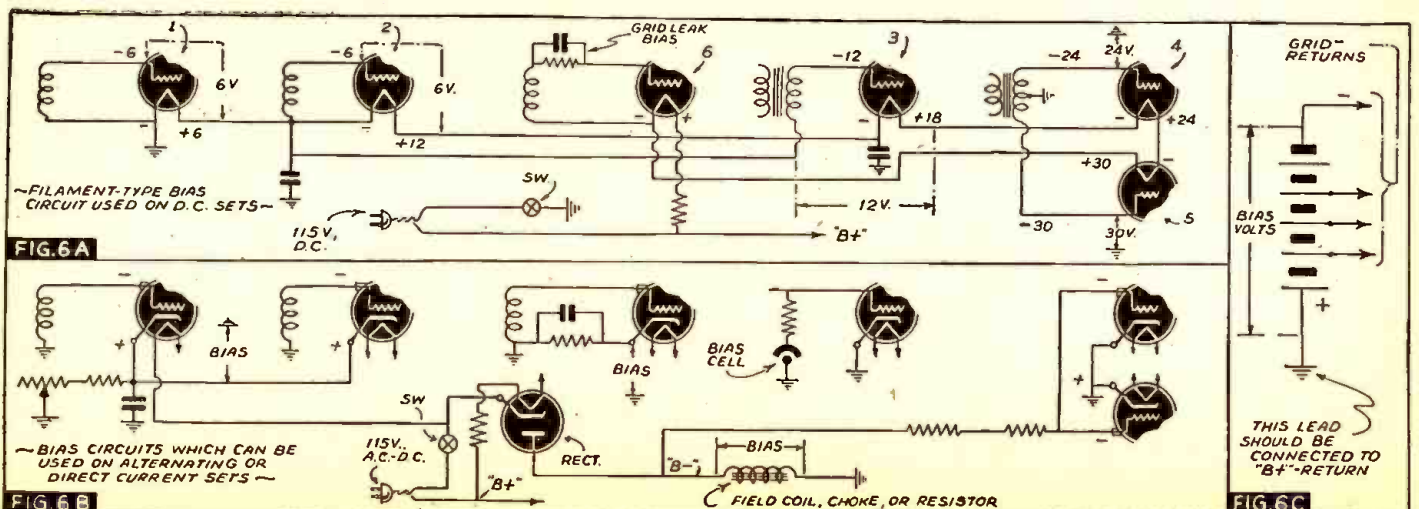 1
2
GRID LEAK
BIAS
6
3
4
5
-6
6V
+6
-6
6V.
+12
-12
+18
12V.
-24
24V.
+24
+30
-30
30V.
- - - + - - - -
~FILAMENT-TYPE BIAS
CIRCUIT USED ON D.C. SETS~
115V,
D.C.
SW.
"B+"
FIG.6A
- + BIAS
-
BIAS
BIAS
CELL
- + -
SW
115V.,
A.C.-D.C.
"B+"
RECT.
"B-"
BIAS
FIELD COIL, CHOKE, OR RESISTOR
~BIAS CIRCUITS WHICH CAN BE
USED ON ALTERNATING OR
DIRECT CURRENT SETS~
FIG.6B
GRID-
RETURNS
-
BIAS
VOLTS
+
THIS LEAD
SHOULD BE
CONNECTED TO
"B+"-RETURN
FIG.6C